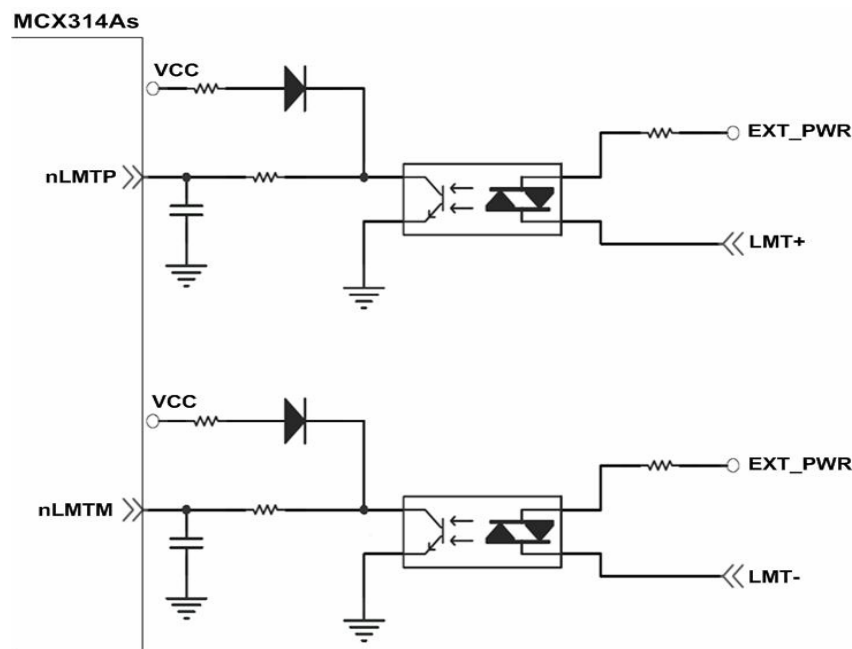 MCX314As
VCC
EXT_PWR
nLMTP
LMT+
VCC
EXT_PWR
nLMTM
LMT-